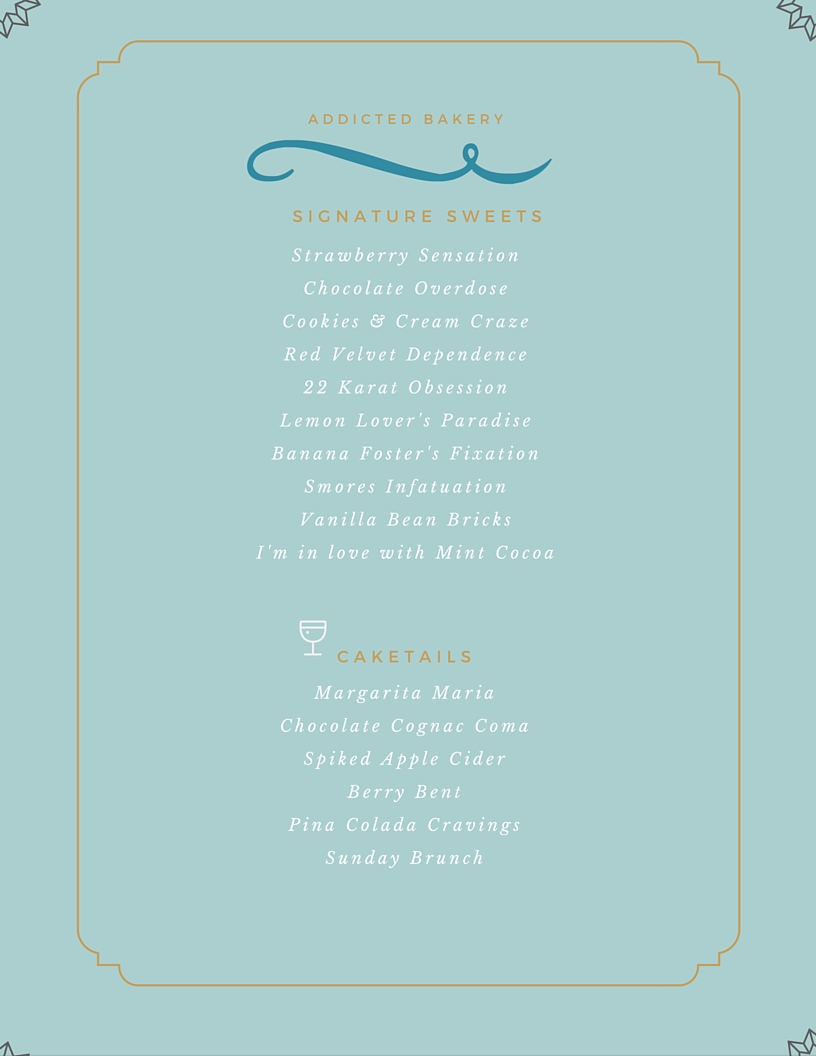 ADDICTED BAKERY
SIGNATURE SWEETS
Strawberry Sensation
Chocolate Overdose
Cookies & Cream Craze
Red Velvet Dependence
22 Karat Obsession
Lemon Lover's Paradise
Banana Foster's Fixation
Smores Infatuation
Vanilla Bean Bricks
I'm in love with Mint Cocoa
CAKETAILS
Margarita Maria
Chocolate Cognac Coma
Spiked Apple Cider
Berry Bent
Pina Colada Cravings
Sunday Brunch